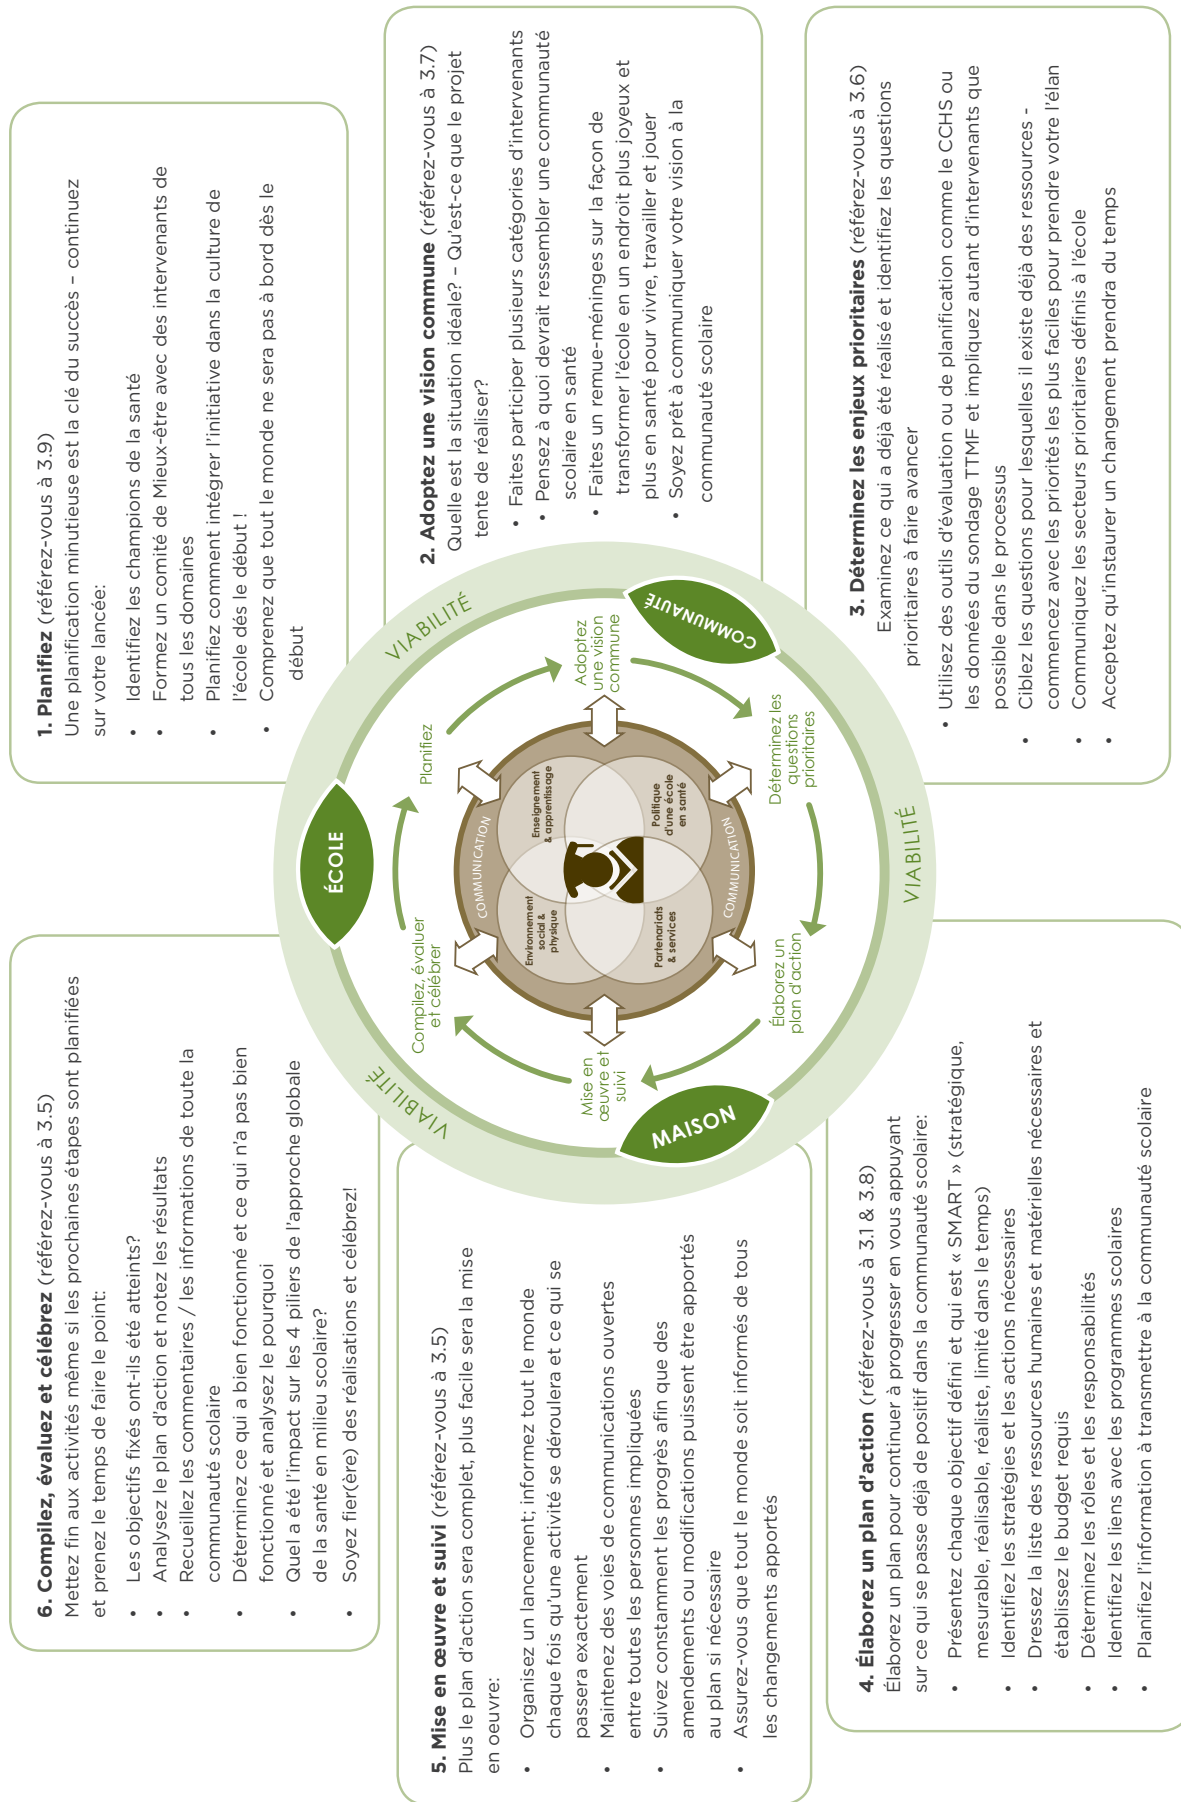 1. Planifiez (référez-vous à 3.9)
Une planification minutieuse est la clé du succès – continuez
sur votre lancée:
• Identifiez les champions de la santé
• Formez un comité de Mieux-être avec des intervenants de
tous les domaines
• Planifiez comment intégrer l'initiative dans la culture de
l'école dès le début !
• Comprenez que tout le monde ne sera pas à bord dès le
début
2. Adoptez une vision commune (référez-vous à 3.7)
Quelle est la situation idéale? – Qu'est-ce que le projet
tente de réaliser?
• Faites participer plusieurs catégories d'intervenants
• Pensez à quoi devrait ressembler une communauté
scolaire en santé
• Faites un remue-méninges sur la façon de
transformer l'école en un endroit plus joyeux et
plus en santé pour vivre, travailler et jouer
• Soyez prêt à communiquer votre vision à la
communauté scolaire
3. Déterminez les enjeux prioritaires (référez-vous à 3.6)
Examinez ce qui a déjà été réalisé et identifiez les questions
prioritaires à faire avancer
• Utilisez des outils d'évaluation ou de planification comme le CCHS ou
les données du sondage TTMF et impliquez autant d'intervenants que
possible dans le processus
• Ciblez les questions pour lesquelles il existe déjà des ressources -
commencez avec les priorités les plus faciles pour prendre votre l'élan
• Communiquez les secteurs prioritaires définis à l'école
• Acceptez qu'instaurer un changement prendra du temps
4. Élaborez un plan d'action (référez-vous à 3.1 & 3.8)
Élaborez un plan pour continuer à progresser en vous appuyant
sur ce qui se passe déjà de positif dans la communauté scolaire:
• Présentez chaque objectif défini et qui est « SMART » (stratégique,
mesurable, réalisable, réaliste, limité dans le temps)
• Identifiez les stratégies et les actions nécessaires
• Dressez la liste des ressources humaines et matérielles nécessaires et
établissez le budget requis
• Déterminez les rôles et les responsabilités
• Identifiez les liens avec les programmes scolaires
• Planifiez l'information à transmettre à la communauté scolaire
5. Mise en œuvre et suivi (référez-vous à 3.5)
Plus le plan d'action sera complet, plus facile sera la mise
en oeuvre:
• Organisez un lancement; informez tout le monde
chaque fois qu'une activité se déroulera et ce qui se
passera exactement
• Maintenez des voies de communications ouvertes
entre toutes les personnes impliquées
• Suivez constamment les progrès afin que des
amendements ou modifications puissent être apportés
au plan si nécessaire
• Assurez-vous que tout le monde soit informés de tous
les changements apportés
6. Compilez, évaluez et célébrez (référez-vous à 3.5)
Mettez fin aux activités même si les prochaines étapes sont planifiées
et prenez le temps de faire le point:
• Les objectifs fixés ont-ils été atteints?
• Analysez le plan d'action et notez les résultats
• Recueillez les commentaires / les informations de toute la
communauté scolaire
• Déterminez ce qui a bien fonctionné et ce qui n'a pas bien
fonctionné et analysez le pourquoi
• Quel a été l'impact sur les 4 piliers de l'approche globale
de la santé en milieu scolaire?
• Soyez fier(ère) des réalisations et célébrez!
ÉCOLE
COMMUNAUTÉ
MAISON
VIABILITÉ
VIABILITÉ
VIABILITÉ
Planifiez
Adoptez
une vision
commune
Déterminez les
questions
prioritaires
Élaborez un
plan d'action
Mise en
œuvre et
suivi
Compilez, évaluer
et célébrer
COMMUNICATION
COMMUNICATION
Environnement
social &
physique
Enseignement
& apprentissage
Partenariats
& services
Politique
d'une école
en santé